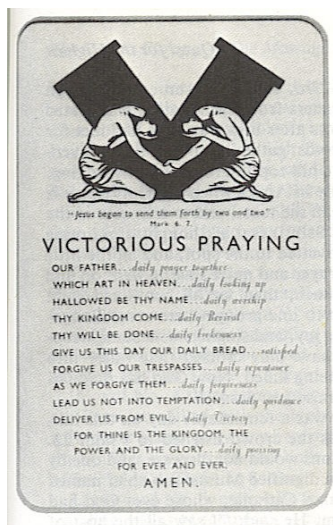 "Jesus began to send them forth by two and two"
Mark 6. 7.
VICTORIOUS PRAYING
OUR FATHER...daily prayer together
WHICH ART IN HEAVEN...daily looking up
HALLOWED BE THY NAME...daily worship
THY KINGDOM COME...daily Revival
THY WILL BE DONE...daily brokenness
GIVE US THIS DAY OUR DAILY BREAD...satisfied
FORGIVE US OUR TRESPASSES...daily repentance
AS WE FORGIVE THEM...daily forgiveness
LEAD US NOT INTO TEMPTATION...daily guidance
DELIVER US FROM EVIL...daily Victory
FOR THINE IS THE KINGDOM, THE
POWER AND THE GLORY...daily praising
FOR EVER AND EVER.
AMEN.